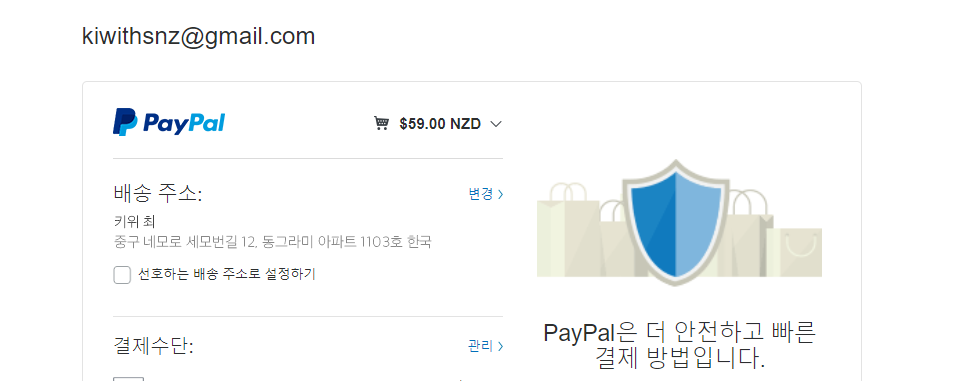 kiwithsnz@gmail.com
PayPal
$59.00 NZD
배송 주소:
변경
키위 최
중구 네모로 세모번길 12, 동그라미 아파트 1103호 한국
선호하는 배송 주소로 설정하기
결제수단:
관리
PayPal은 더 안전하고 빠른
결제 방법입니다.